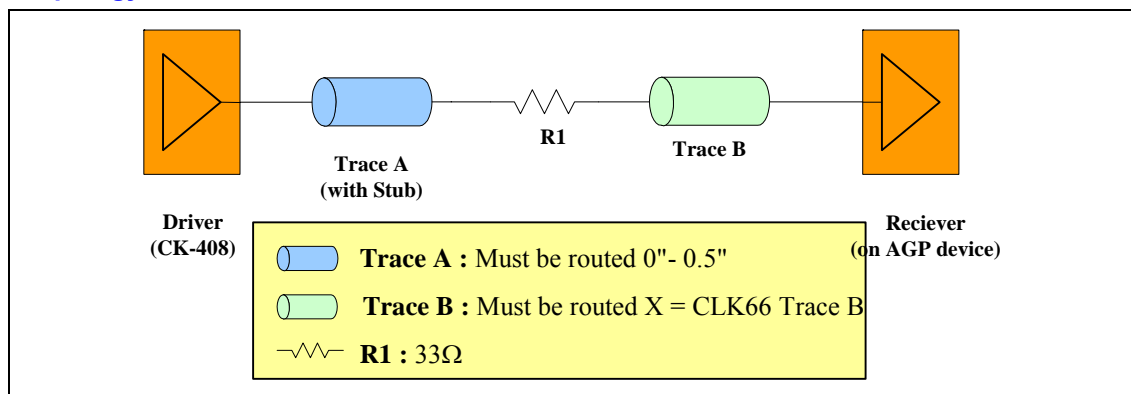 R1
Trace A
(with Stub)
Trace B
Driver
(CK-408)
Reciever
(on AGP device)
Trace A : Must be routed 0"- 0.5"
Trace B : Must be routed X = CLK66 Trace B
R1 : 33Ω